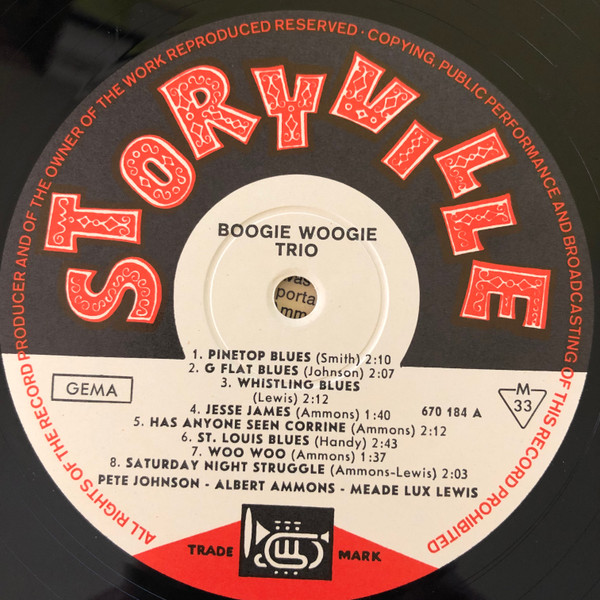 ALL RIGHTS OF THE RECORD PRODUCER AND OF THE OWNER OF THE WORK REPRODUCED RESERVED · COPYING, PUBLIC PERFORMANCE AND BROADCASTING OF THIS RECORD PROHIBITED
STORYVILLE
BOOGIE WOOGIE
TRIO
was
porta
mm
1. PINETOP BLUES (Smith) 2:10
2. G FLAT BLUES (Johnson) 2:07
3. WHISTLING BLUES
(Lewis) 2:12
4. JESSE JAMES (Ammons) 1:40
5. HAS ANYONE SEEN CORRINE (Ammons) 2:12
6. ST. LOUIS BLUES (Handy) 2:43
7. WOO WOO (Ammons) 1:37
8. SATURDAY NIGHT STRUGGLE (Ammons-Lewis) 2:03
PETE JOHNSON - ALBERT AMMONS - MEADE LUX LEWIS
GEMA
670 184 A
M
33
TRADE MARK